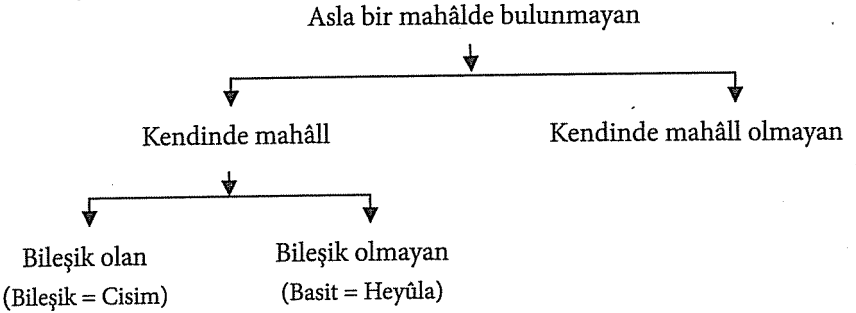 Asla bir mahâlde bulunmayan
Kendinde mahâll
Kendinde mahâll olmayan
Bileşik olan
(Bileşik = Cisim)
Bileşik olmayan
(Basit = Heyûla)